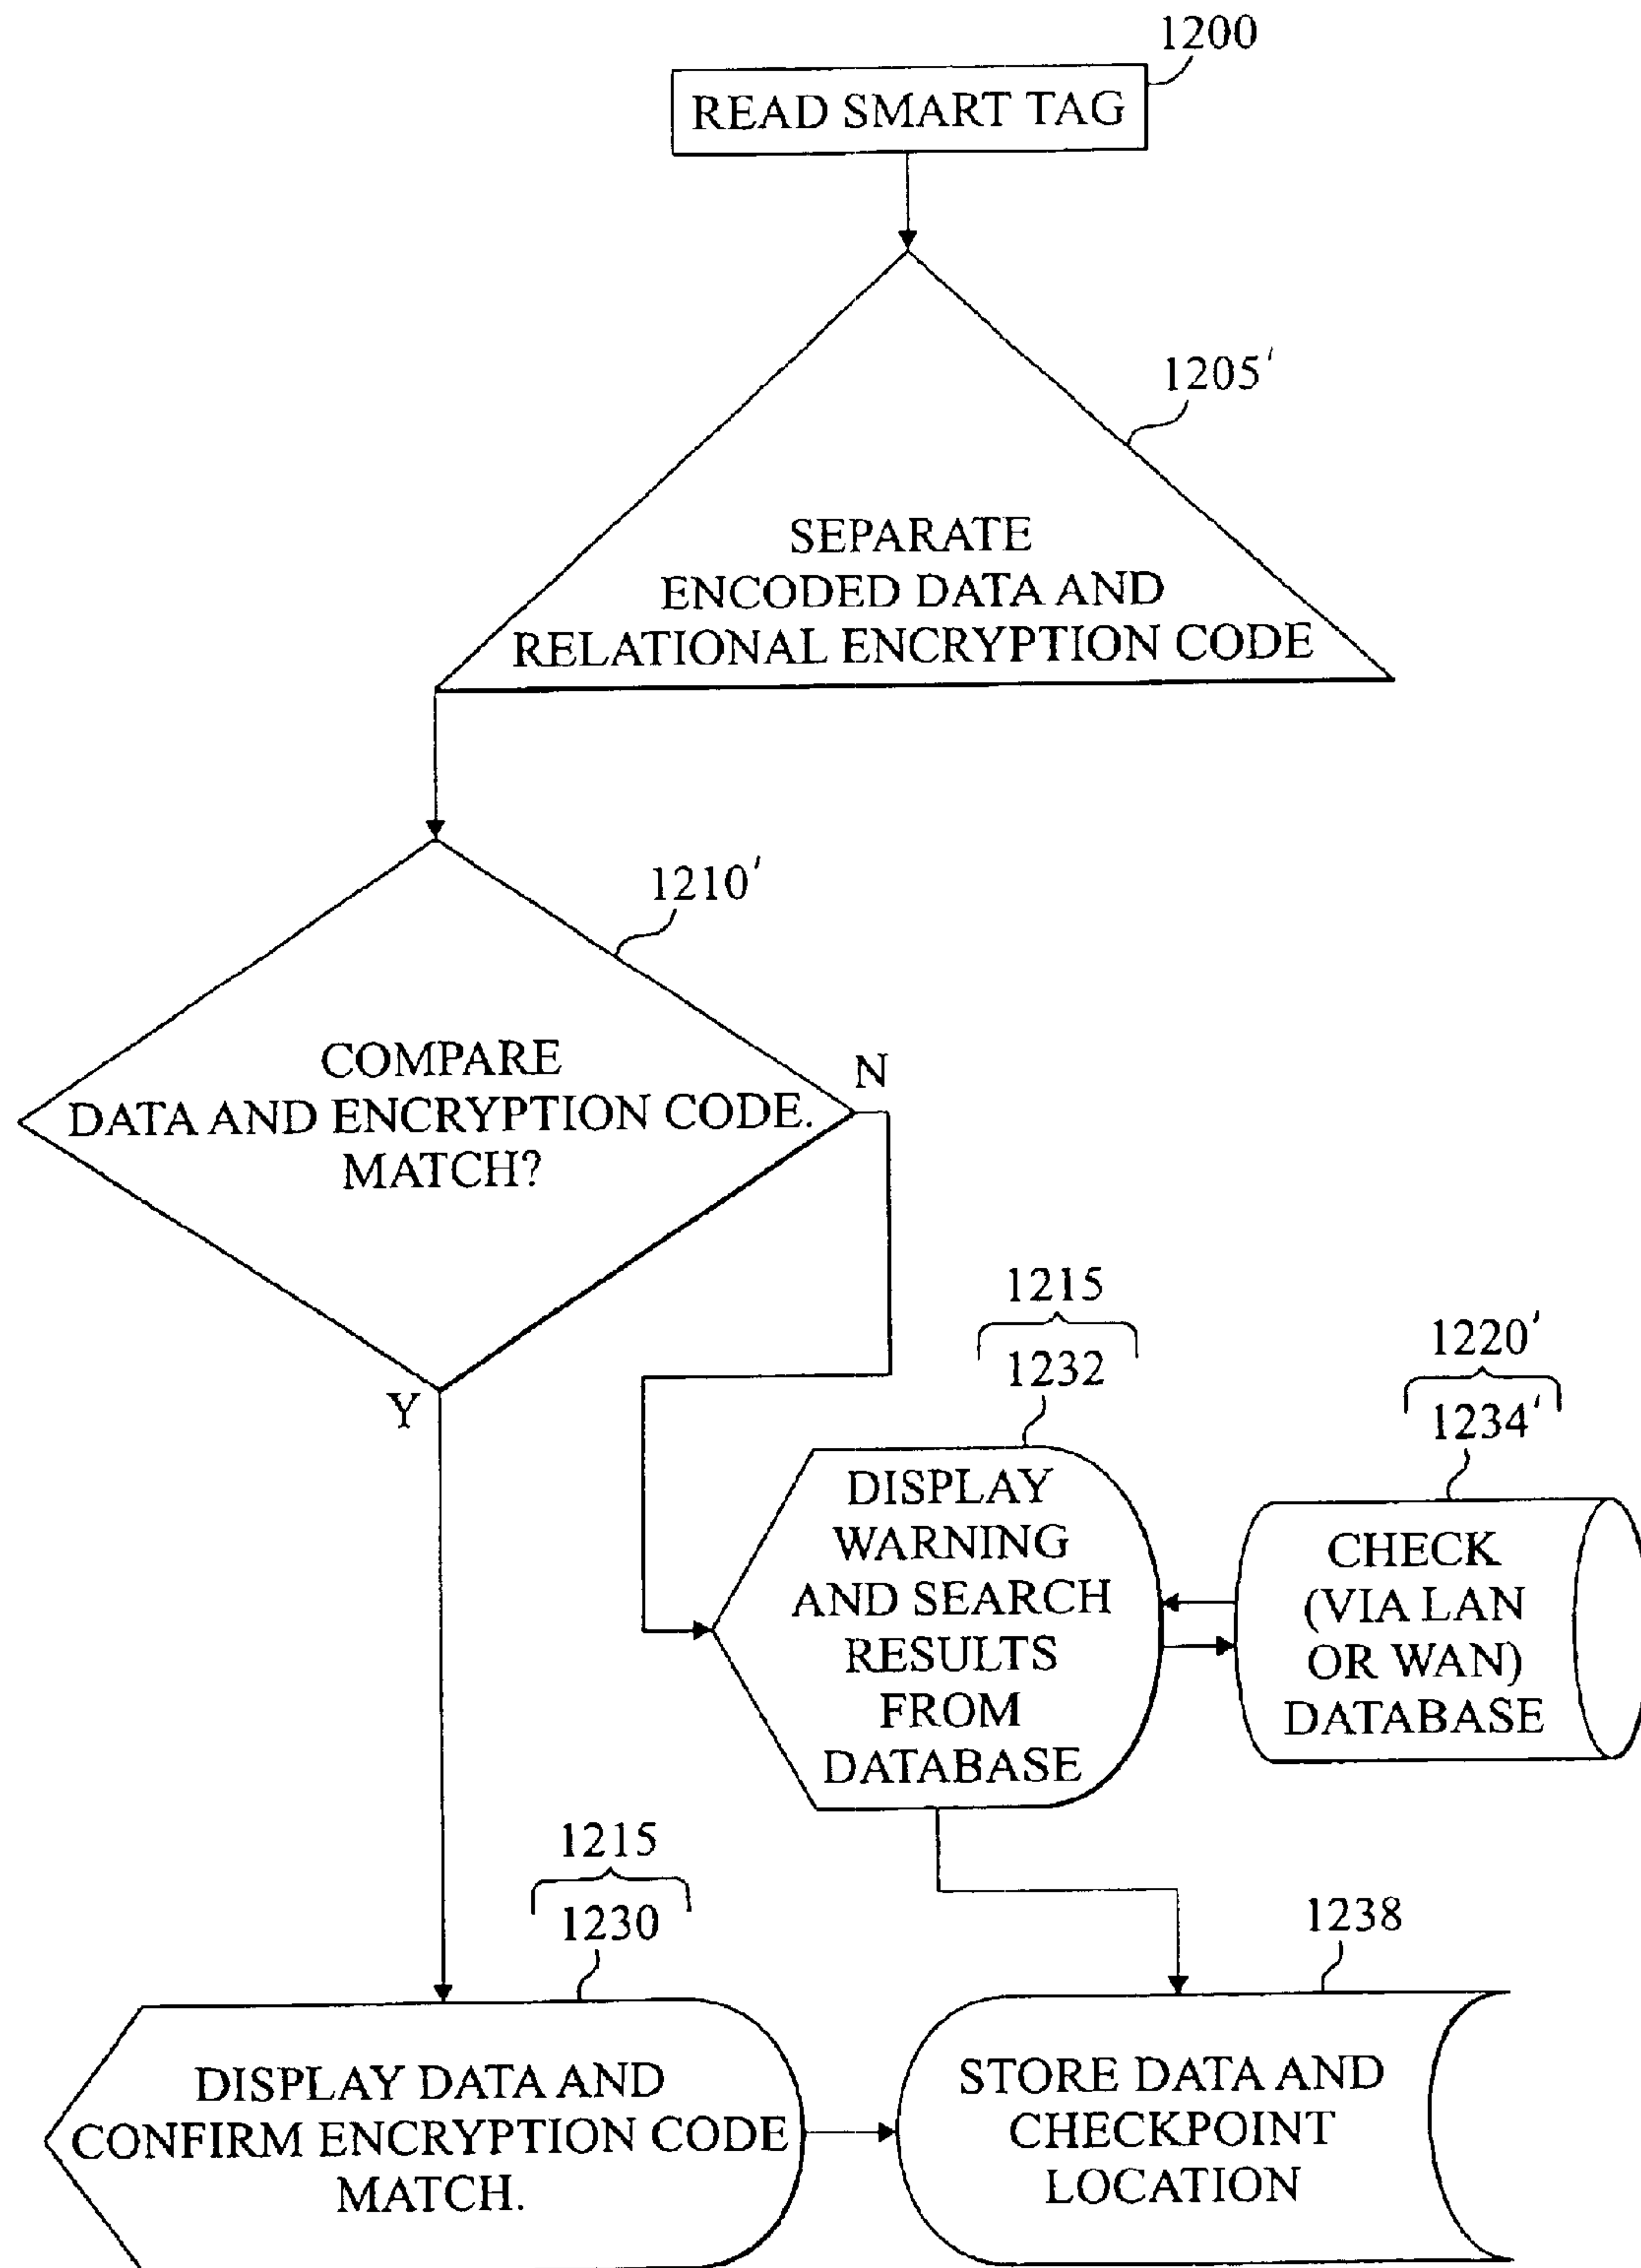 1200
READ SMART TAG
1205'
SEPARATE
ENCODED DATA AND
RELATIONAL ENCRYPTION CODE
1210'
COMPARE
DATA AND ENCRYPTION CODE.
MATCH?
N
Y
1215
1232
DISPLAY
WARNING
AND SEARCH
RESULTS
FROM
DATABASE
1220'
1234'
CHECK
(VIA LAN
OR WAN)
DATABASE
1215
1230
DISPLAY DATA AND
CONFIRM ENCRYPTION CODE
MATCH.
1238
STORE DATA AND
CHECKPOINT
LOCATION